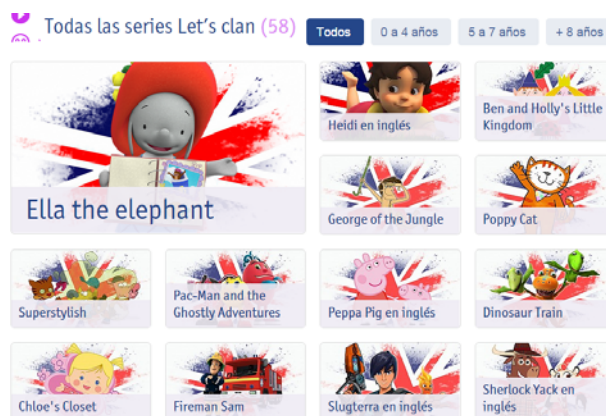 Todas las series Let's clan (58)
Todos
0 a 4 años
5 a 7 años
+ 8 años
Ella the elephant
Heidi en inglés
Ben and Holly's Little
Kingdom
George of the Jungle
Poppy Cat
Superstylish
Pac-Man and the
Ghostly Adventures
Peppa Pig en inglés
Dinosaur Train
Chloe's Closet
Fireman Sam
Slugterra en inglés
Sherlock Yack en
inglés